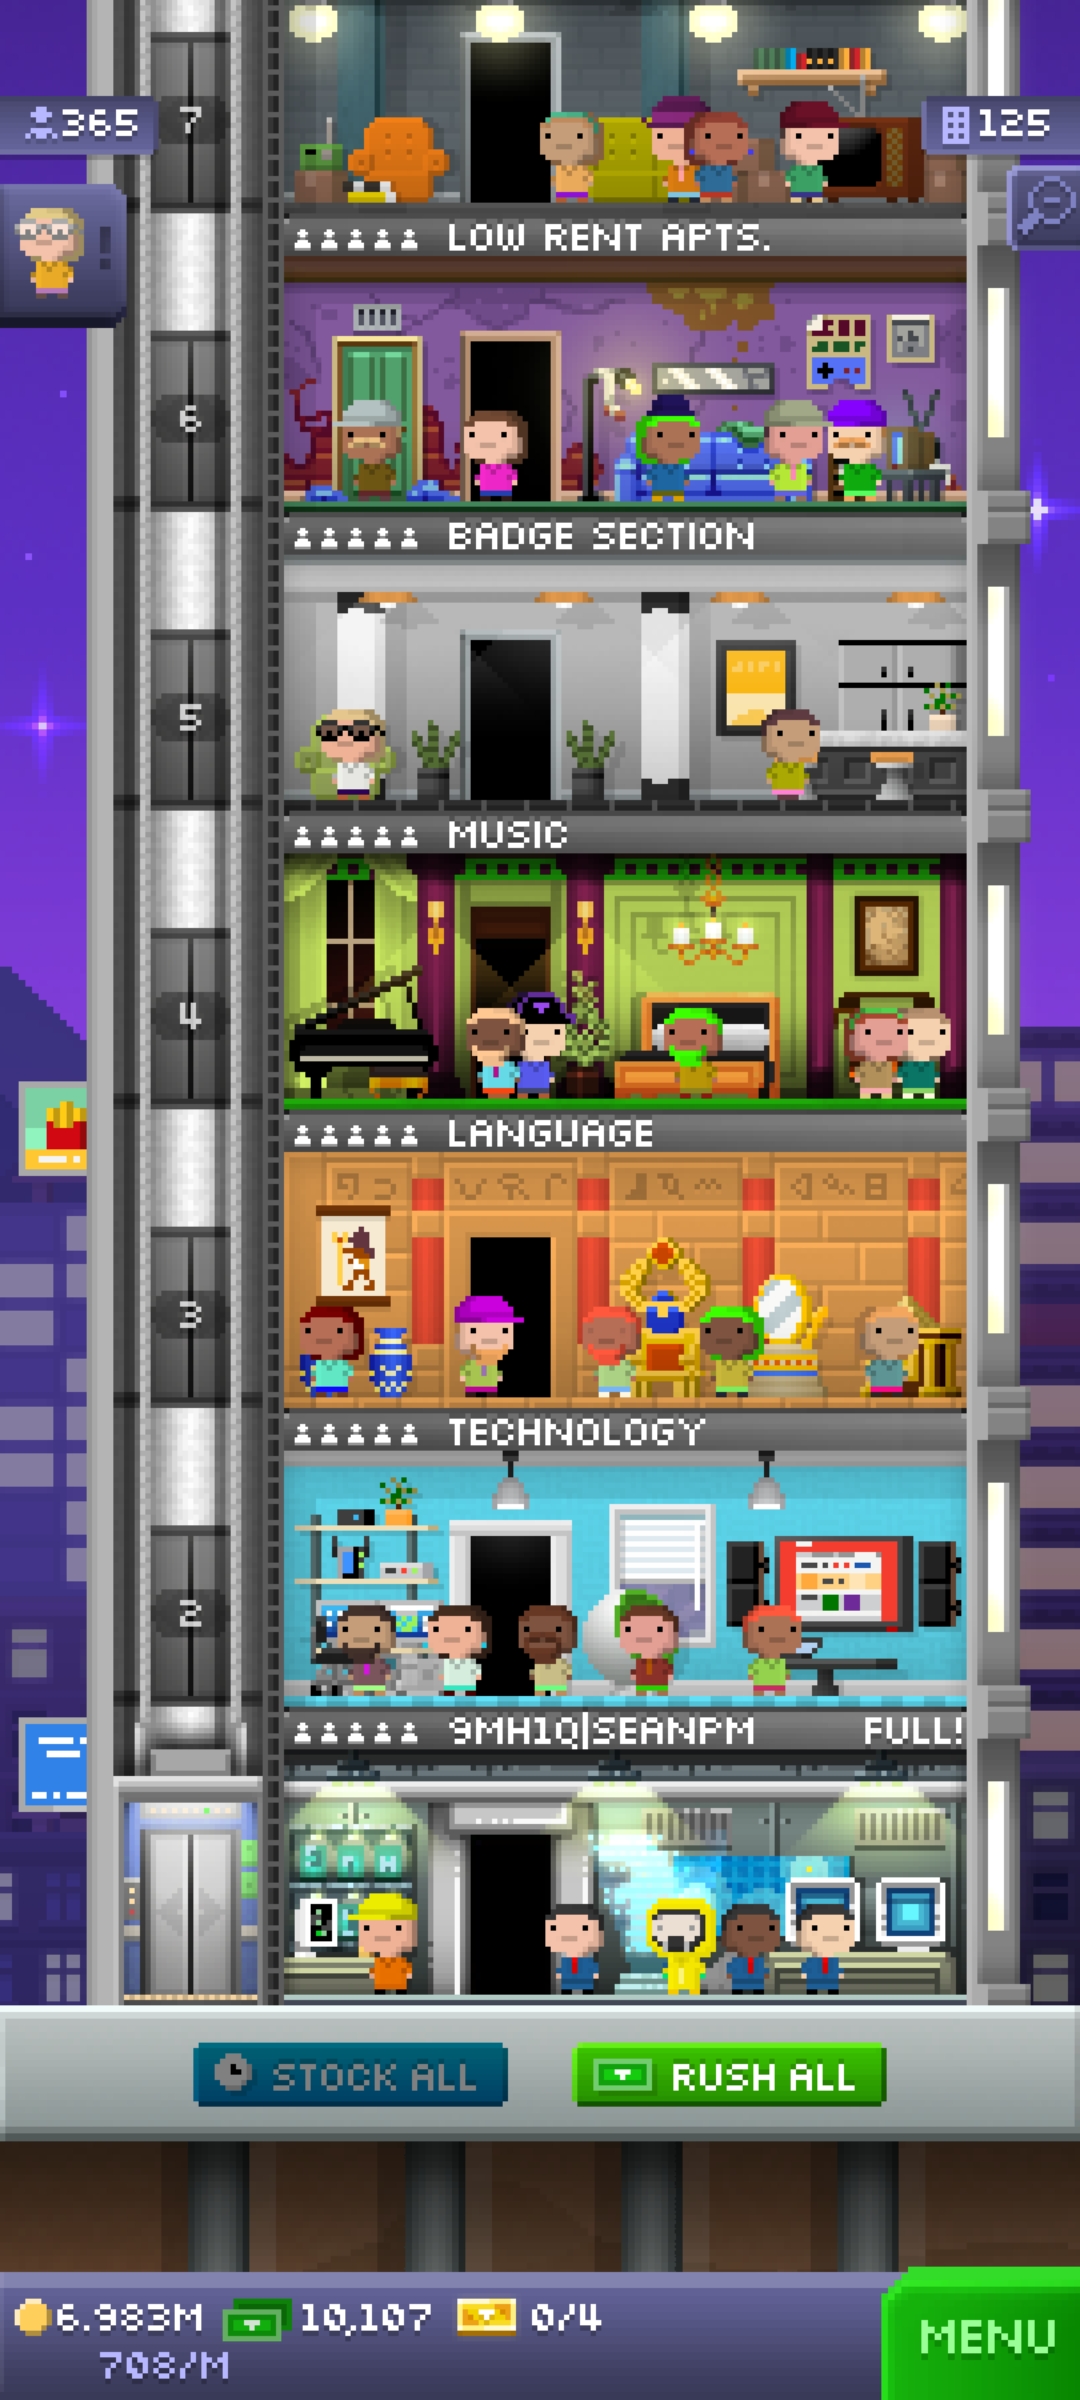 365
7
125
!
LOW RENT APTS.
6
BADGE SECTION
5
MUSIC
4
LANGUAGE
3
TECHNOLOGY
2
9MH1Q|SEANPM FULL!
STOCK ALL
RUSH ALL
6.983M
10,107
0/4
708/M
MENU